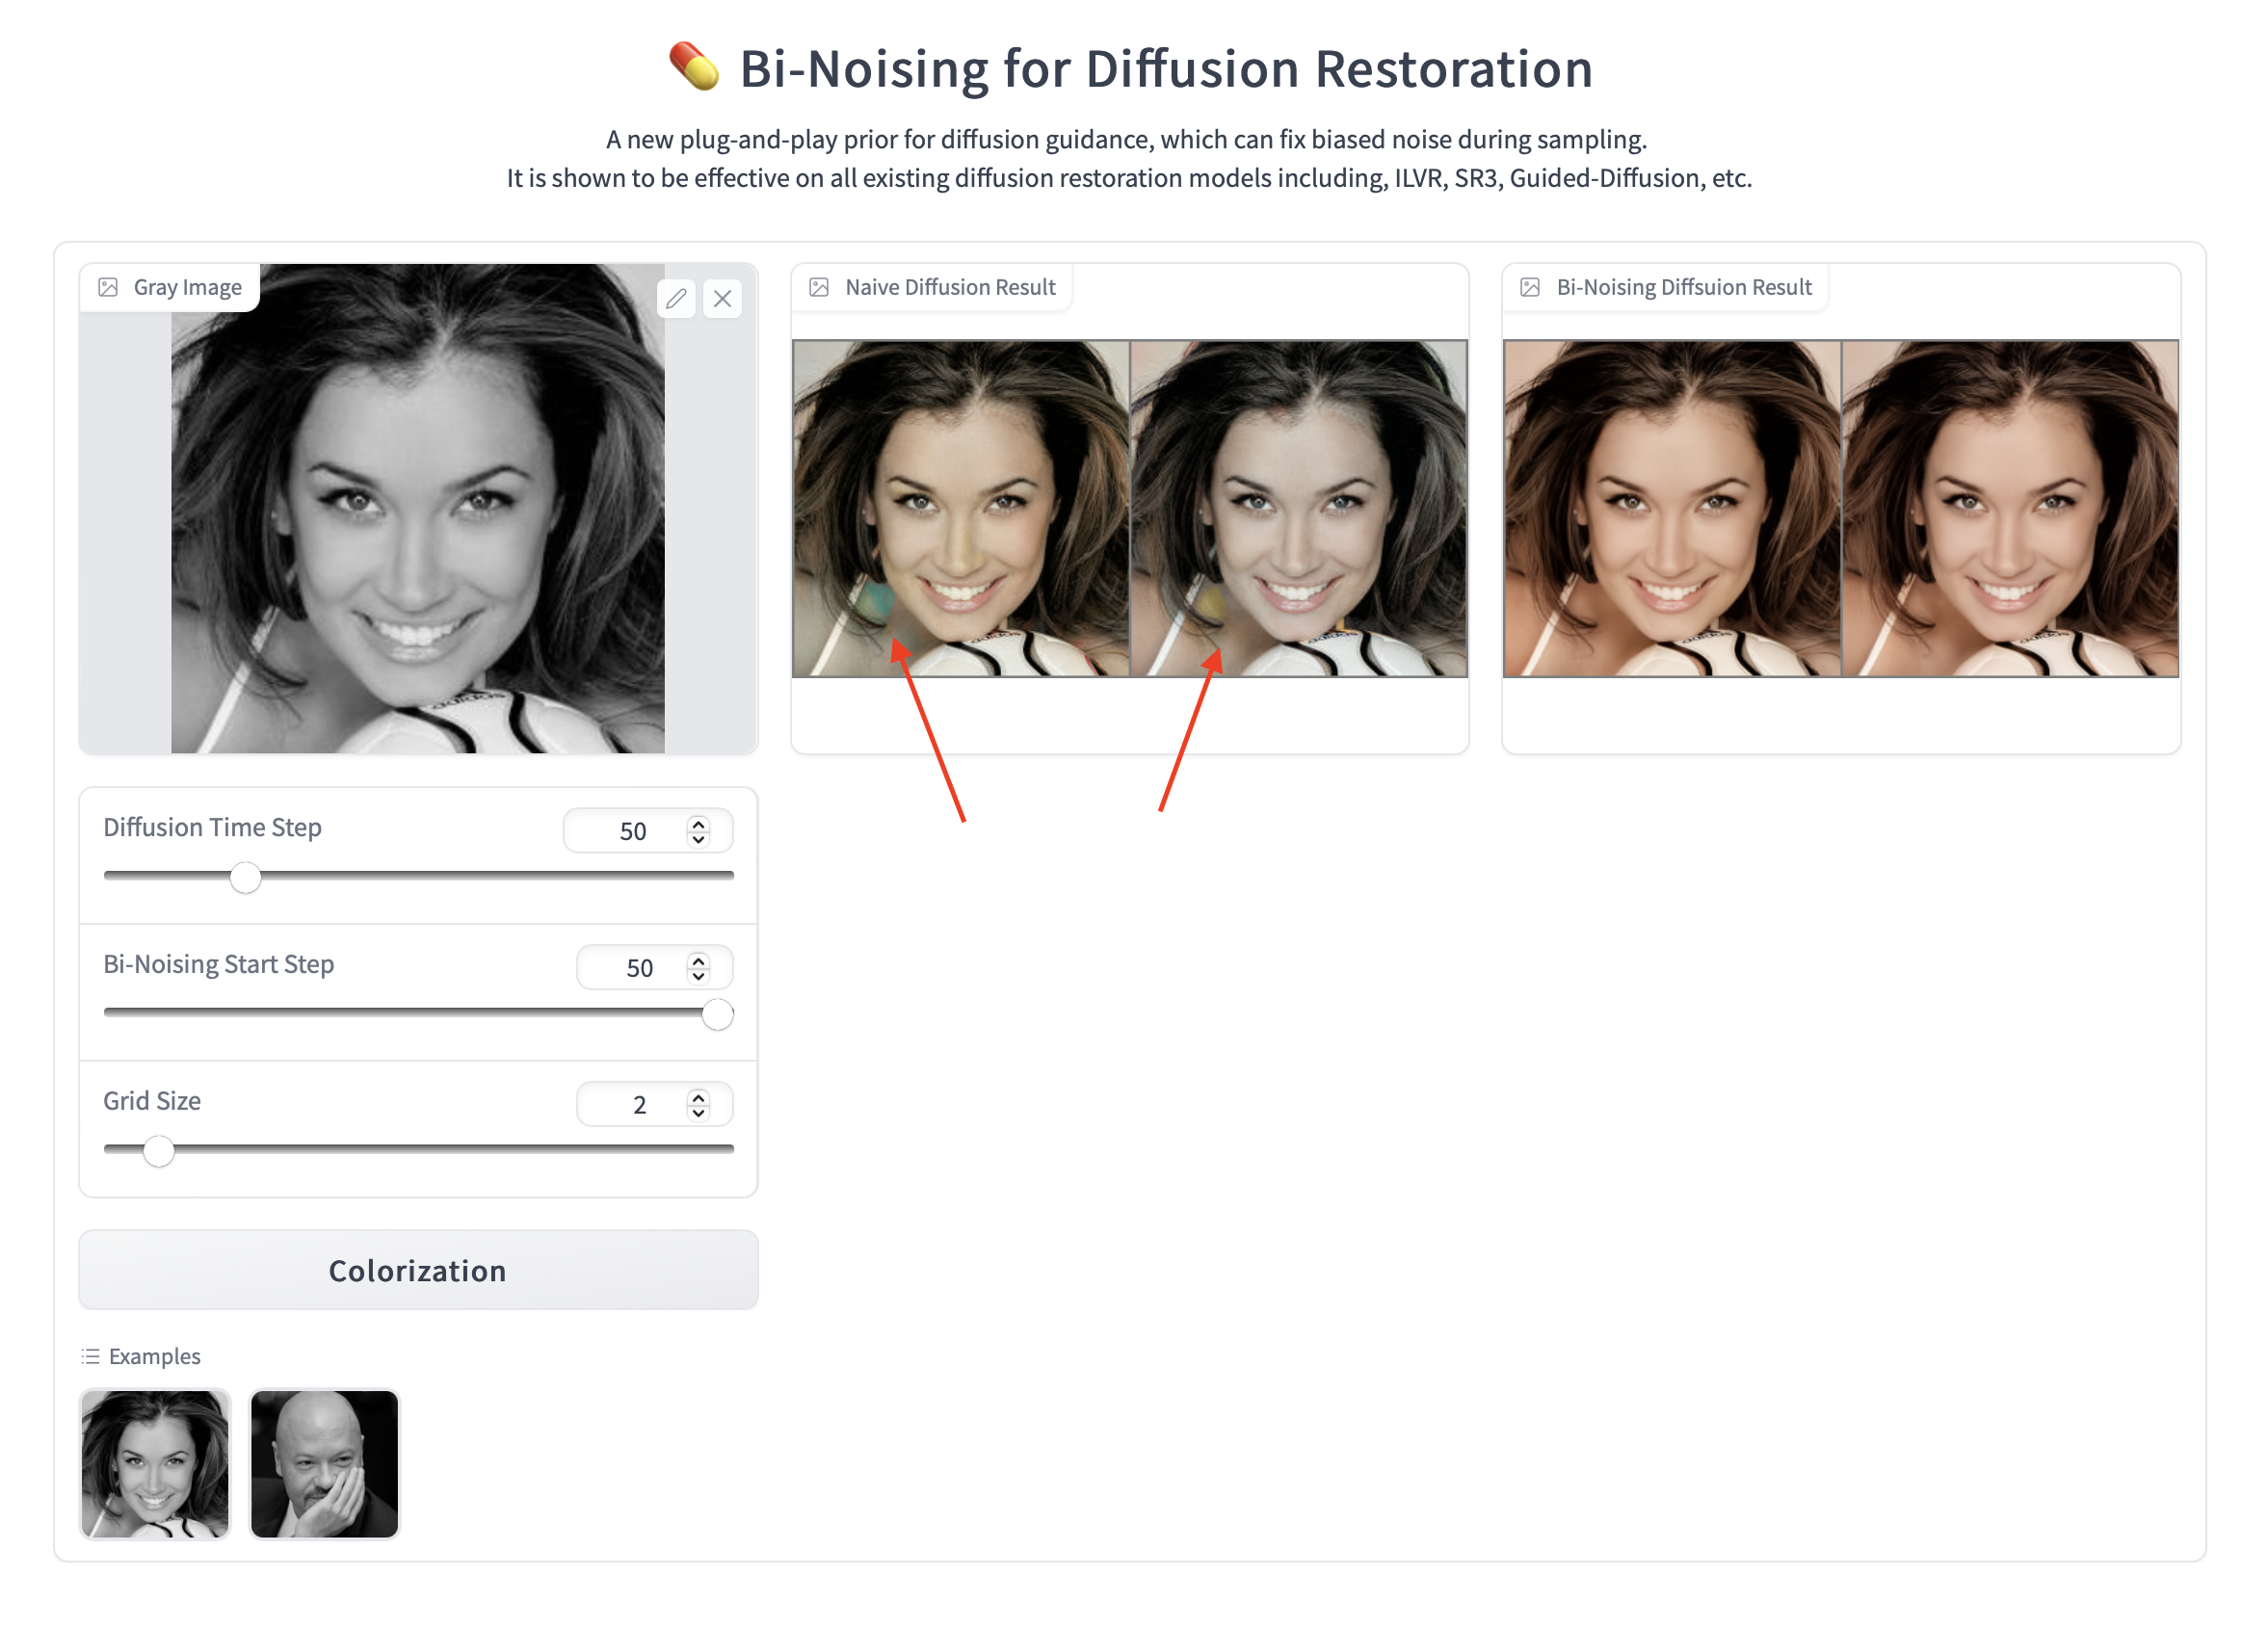 Bi-Noising for Diffusion Restoration
A new plug-and-play prior for diffusion guidance, which can fix biased noise during sampling.
It is shown to be effective on all existing diffusion restoration models including, ILVR, SR3, Guided-Diffusion, etc.
Gray Image
Naive Diffusion Result
Bi-Noising Diffsuion Result
Diffusion Time Step
50
Bi-Noising Start Step
50
Grid Size
2
Colorization
Examples